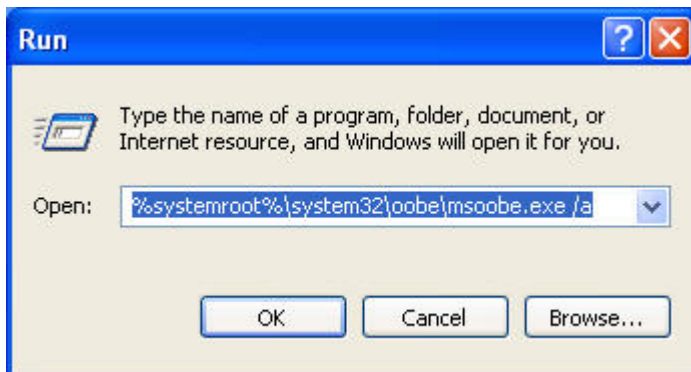 Run
Type the name of a program, folder, document, or
Internet resource, and Windows will open it for you.
Open: %systemroot%\system32\oobe\msoobe.exe /a
OK Cancel Browse...